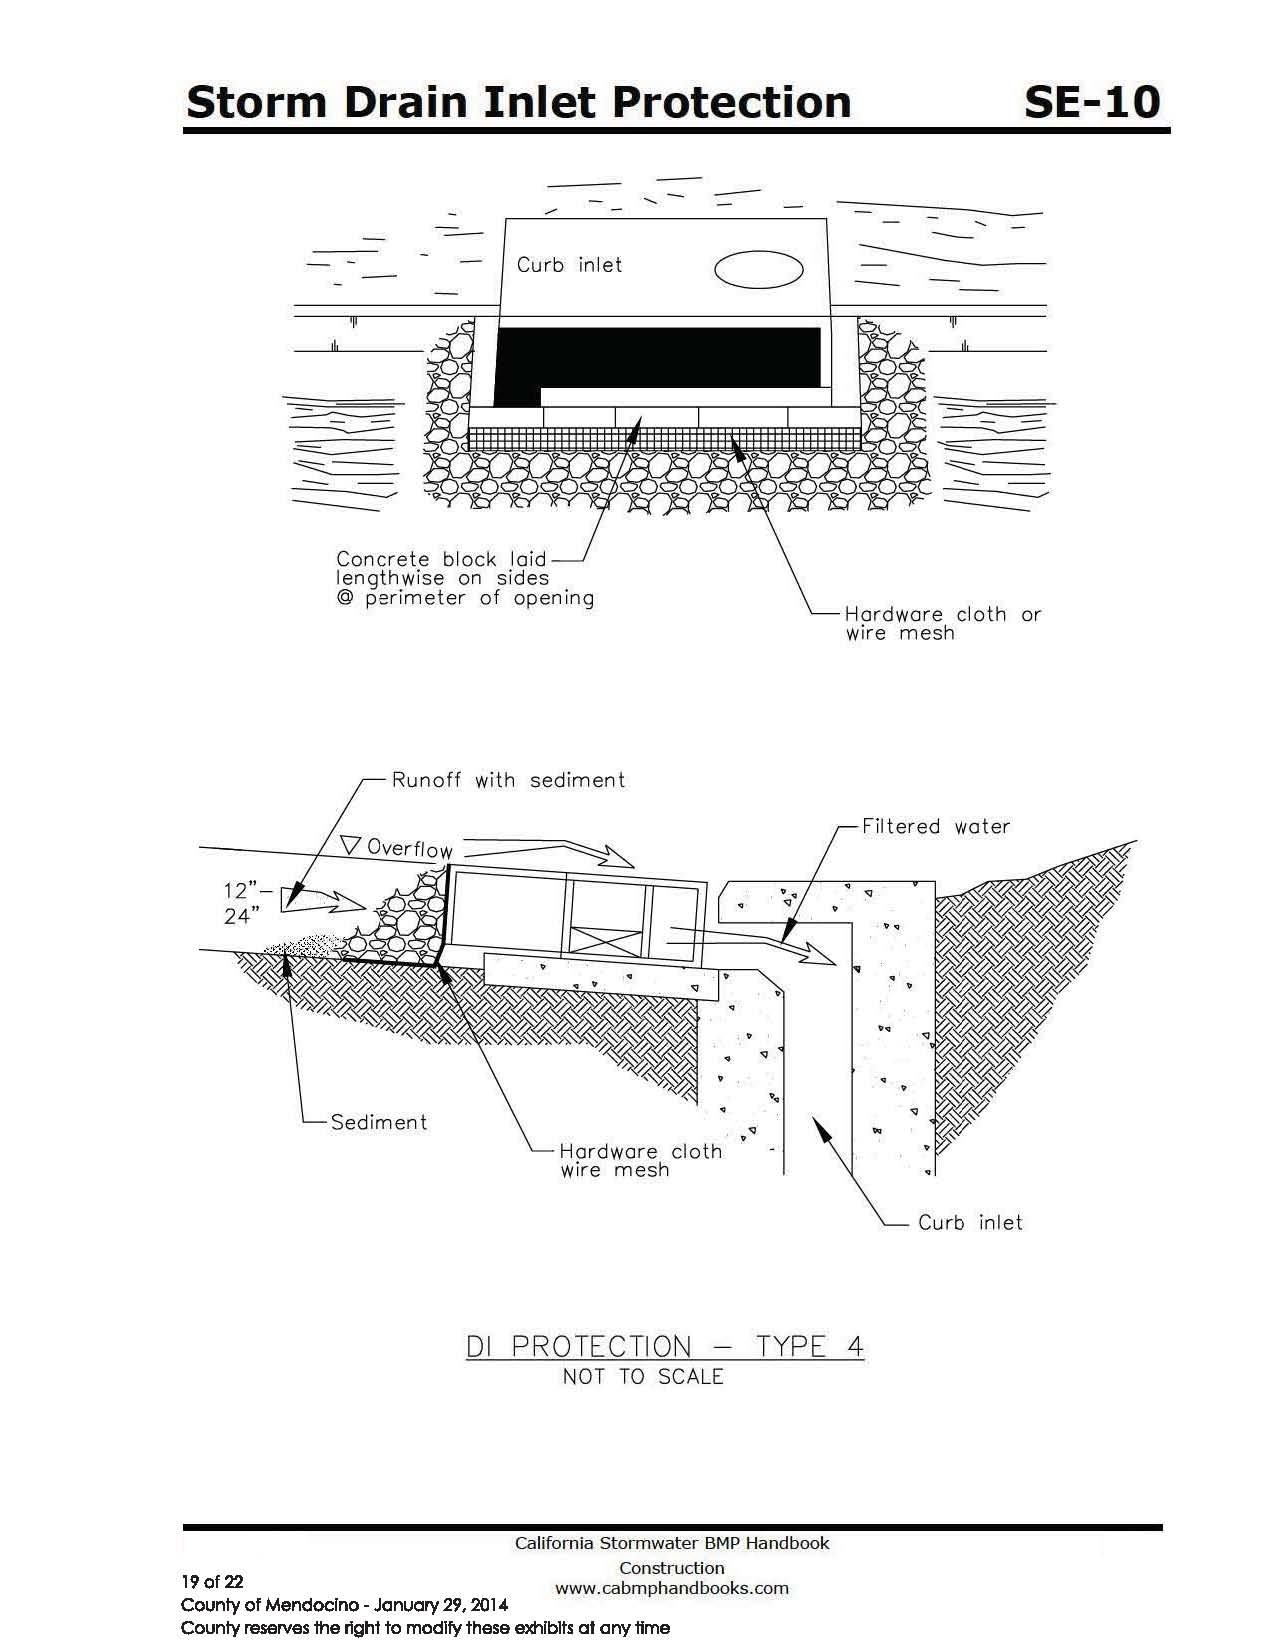 Storm Drain Inlet Protection SE-10
Curb inlet
Concrete block laid
lengthwise on sides
@ perimeter of opening
Hardware cloth or
wire mesh
Runoff with sediment
Overflow
Filtered water
12"–
24"
Sediment
Hardware cloth
wire mesh
Curb inlet
DI PROTECTION – TYPE 4
NOT TO SCALE
California Stormwater BMP Handbook
Construction
www.cabmphandbooks.com
19 of 22
County of Mendocino - January 29, 2014
County reserves the right to modify these exhibits at any time